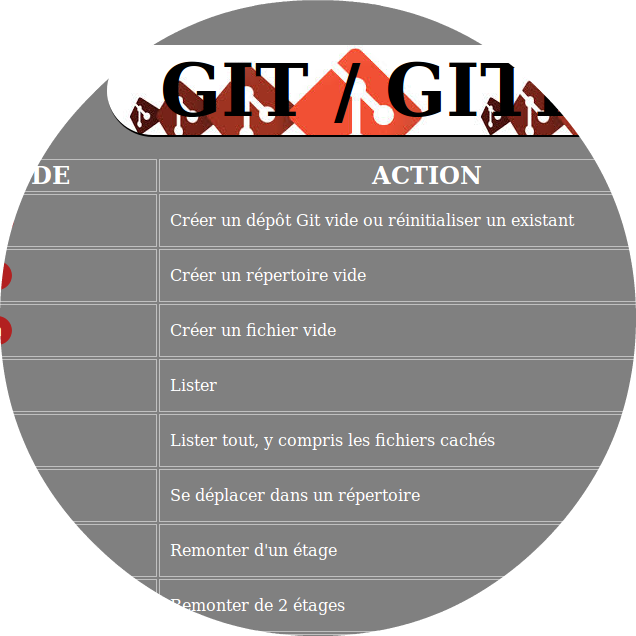 GIT / GIT
DE ACTION
Créer un dépôt Git vide ou réinitialiser un existant
Créer un répertoire vide
Créer un fichier vide
Lister
Lister tout, y compris les fichiers cachés
Se déplacer dans un répertoire
Remonter d'un étage
Remonter de 2 étages